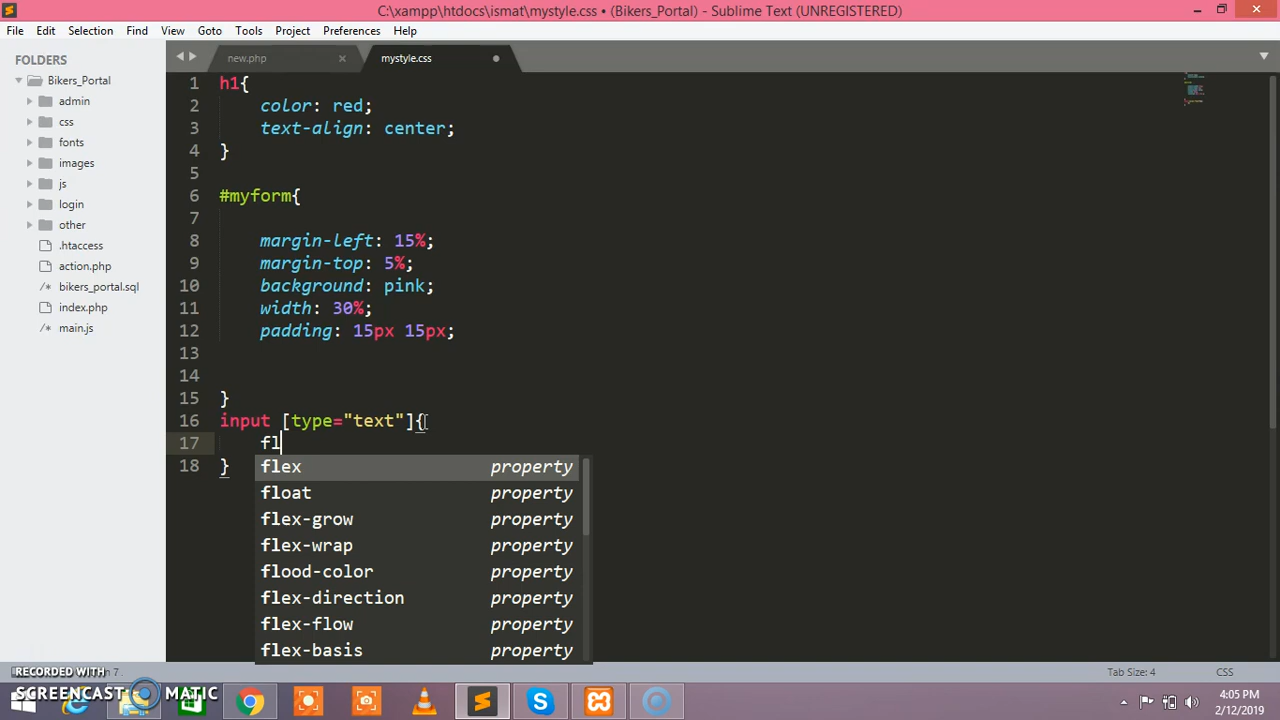 C:\xampp\htdocs\ismat\mystyle.css • (Bikers_Portal) - Sublime Text (UNREGISTERED)
File Edit Selection Find View Goto Tools Project Preferences Help
FOLDERS
Bikers_Portal
admin
css
fonts
images
js
login
other
.htaccess
action.php
/* bikers_portal.sql
index.php
/* main.js
new.php
mystyle.css
1 h1{
2 color: red;
3 text-align: center;
4 }
5
6 #myform{
7
8 margin-left: 15%;
9 margin-top: 5%;
10 background: pink;
11 width: 30%;
12 padding: 15px 15px;
13
14
15 }
16 input [type="text"]{
17 fl
18 }
flex property
float property
flex-grow property
flex-wrap property
flood-color property
flex-direction property
flex-flow property
flex-basis property
Tab Size: 4 CSS
RECORDED WITH
SCREENCAST MATIC
4:05 PM
2/12/2019